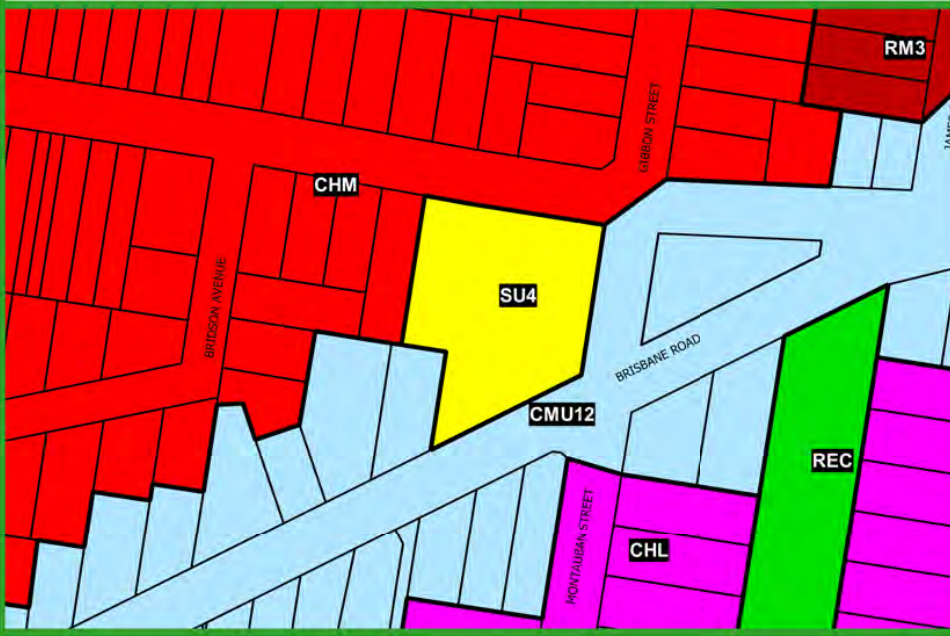 RM3
GIBBON STREET
CHM
BRIDSON AVENUE
SU4
BRISBANE ROAD
CMU12
REC
MONTAUBAN STREET
CHL